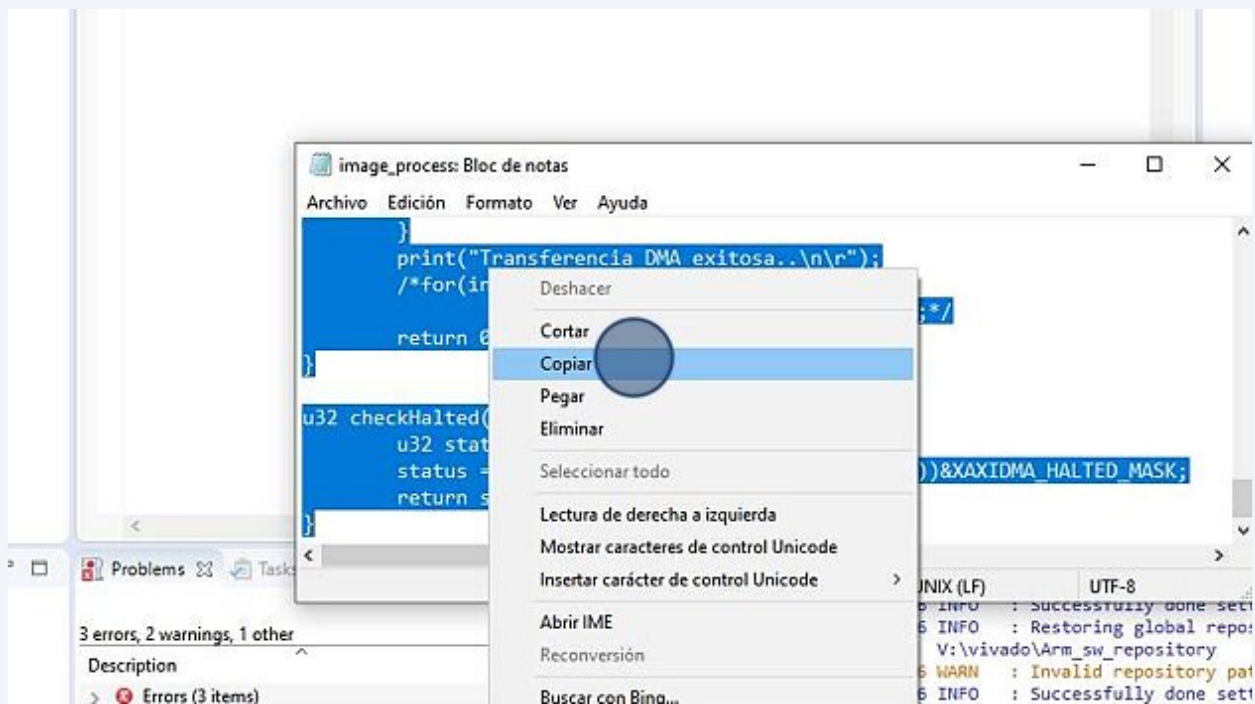 image_process: Bloc de notas
Archivo Edición Formato Ver Ayuda
}
print("Transferencia DMA exitosa..\n\r");
/*for(in
;*/
return
}
u32 checkHalted(
u32 stat
status =
))&XAXIDMA_HALTED_MASK;
return s
}
Deshacer
Cortar
Copiar
Pegar
Eliminar
Seleccionar todo
Lectura de derecha a izquierda
Mostrar caracteres de control Unicode
Insertar carácter de control Unicode
Abrir IME
Reconversión
Buscar con Bing...
UNIX (LF) UTF-8
Problems Tasks
3 errors, 2 warnings, 1 other
Description
Errors (3 items)
6 INFO : Successfully done sett
6 INFO : Restoring global repos
V:\vivado\Arm_sw_repository
6 WARN : Invalid repository pat
6 INFO : Successfully done sett